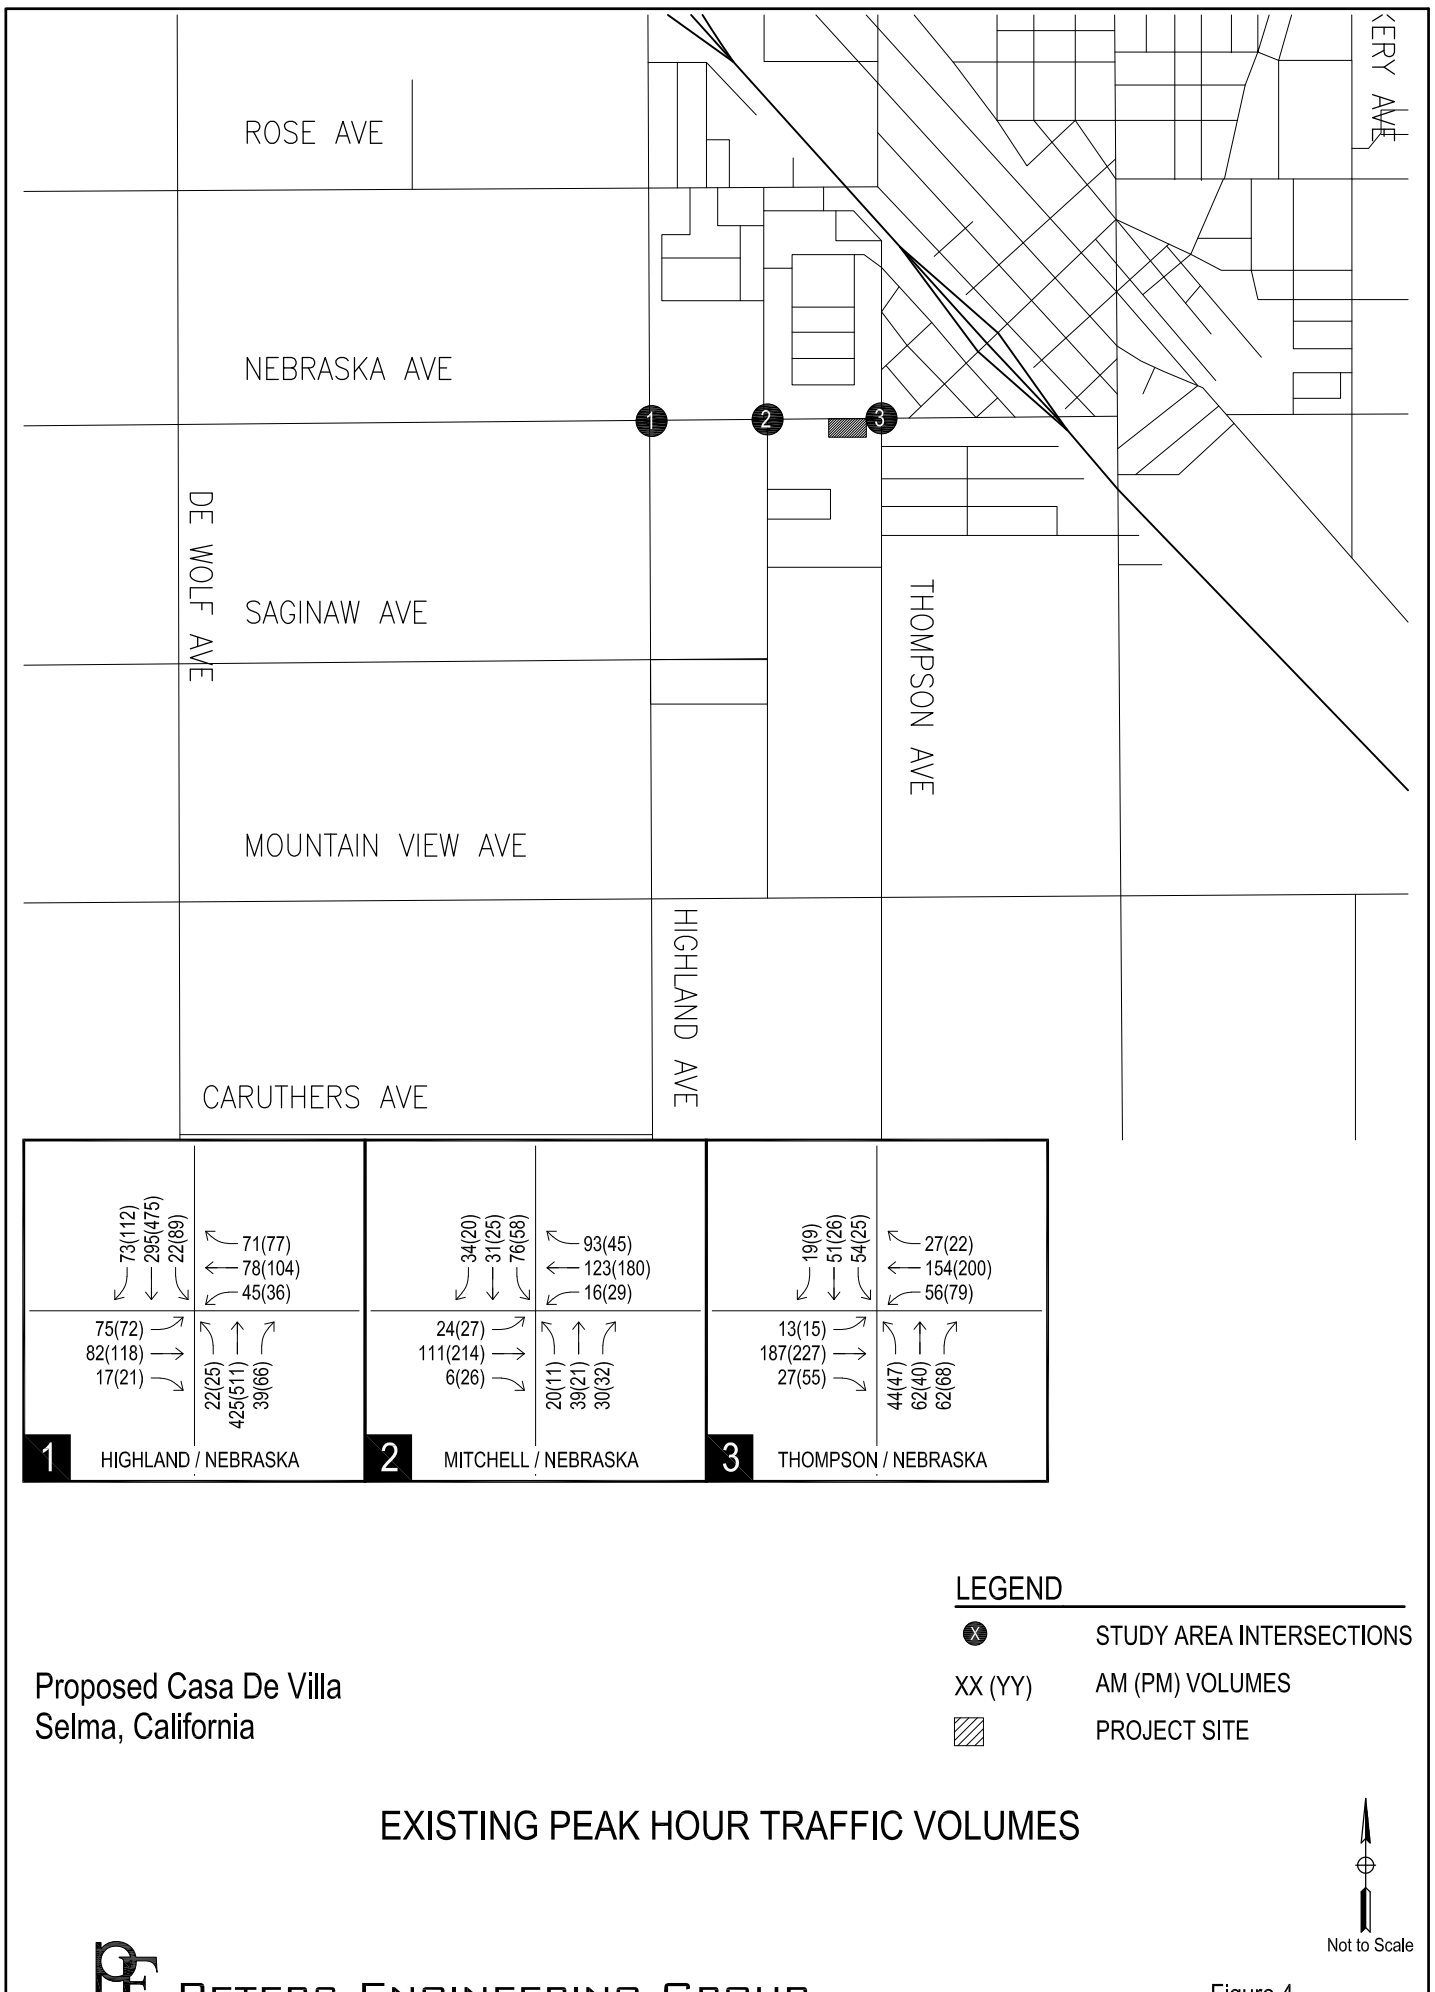 KERY AVE
ROSE AVE
NEBRASKA AVE
1
2
3
DE WOLF AVE
SAGINAW AVE
THOMPSON AVE
MOUNTAIN VIEW AVE
HIGHLAND AVE
CARUTHERS AVE
73(112)
295(475)
22(89)
71(77)
78(104)
45(36)
75(72)
82(118)
17(21)
22(25)
425(511)
39(66)
1 HIGHLAND / NEBRASKA
34(20)
31(25)
76(58)
93(45)
123(180)
16(29)
24(27)
111(214)
6(26)
20(11)
39(21)
30(32)
2 MITCHELL / NEBRASKA
19(9)
51(26)
54(25)
27(22)
154(200)
56(79)
13(15)
187(227)
27(55)
44(47)
62(40)
62(68)
3 THOMPSON / NEBRASKA
LEGEND
X STUDY AREA INTERSECTIONS
XX (YY) AM (PM) VOLUMES
PROJECT SITE
Proposed Casa De Villa
Selma, California
EXISTING PEAK HOUR TRAFFIC VOLUMES
Not to Scale
PETERS ENGINEERING GROUP
Figure 4